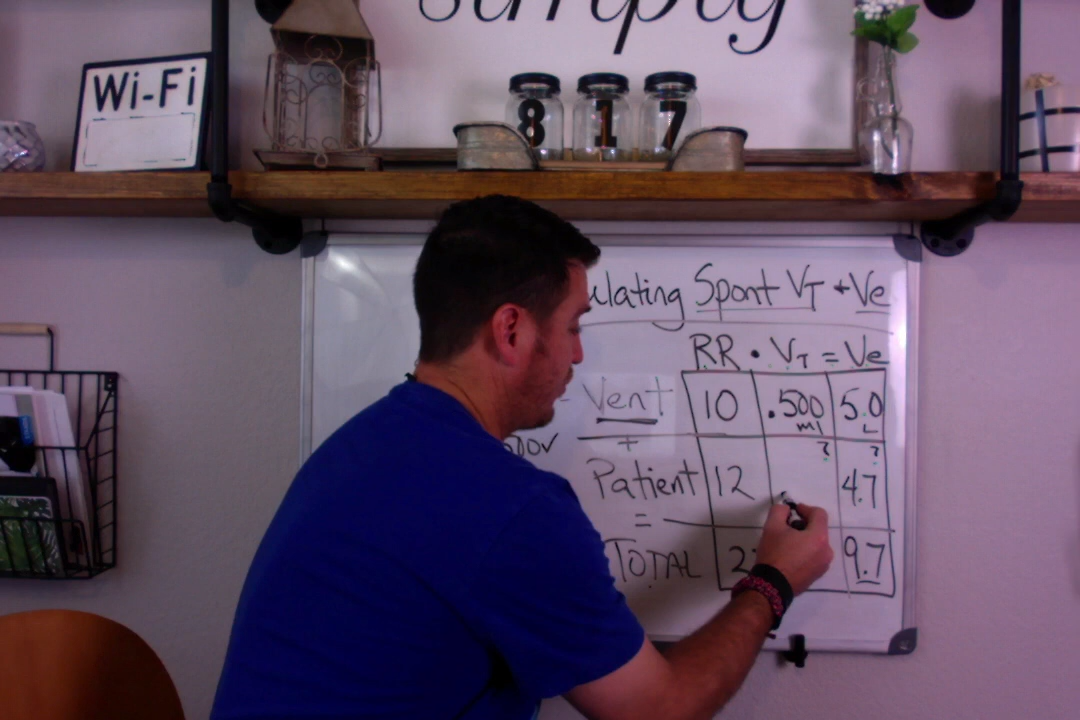 simply
Wi-Fi
8 1 7
Spont VT + Ve
RR • VT = Ve
Vent 10 .500 ml 5.0 L
+ ? ?
Patient 12 4.7
=
TOTAL 9.7